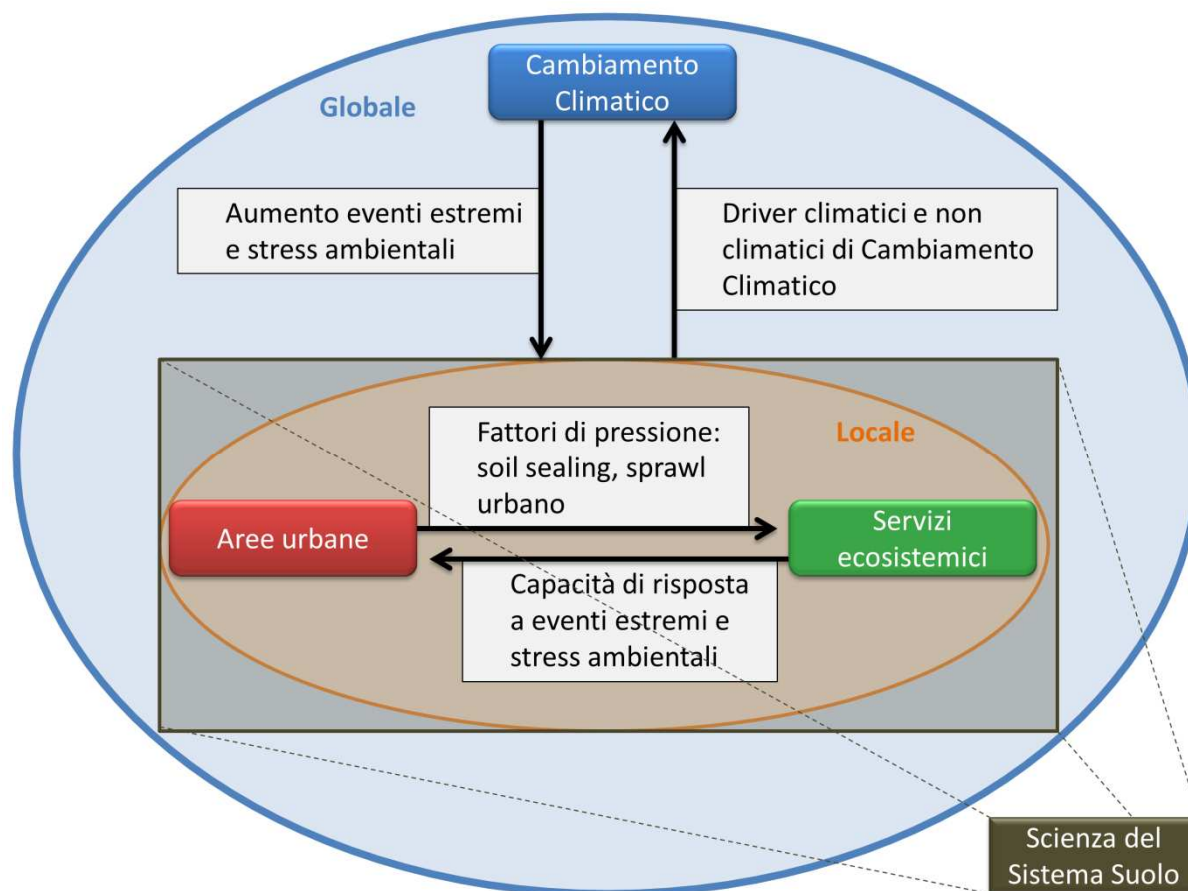 Cambiamento
Climatico
Globale
Aumento eventi estremi
e stress ambientali
Driver climatici e non
climatici di Cambiamento
Climatico
Locale
Fattori di pressione:
soil sealing, sprawl
urbano
Aree urbane
Servizi
ecosistemici
Capacità di risposta
a eventi estremi e
stress ambientali
Scienza del
Sistema Suolo